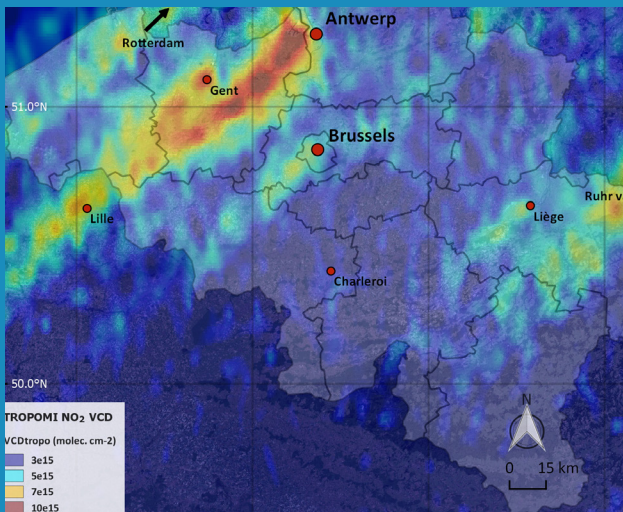 Antwerp
Rotterdam
Gent
51.0°N
Brussels
Ruhr v
Lille
Liège
Charleroi
50.0°N
N
0 15 km
TROPOMI NO₂ VCD
VCDtropo (molec. cm-2)
3e15
5e15
7e15
10e15